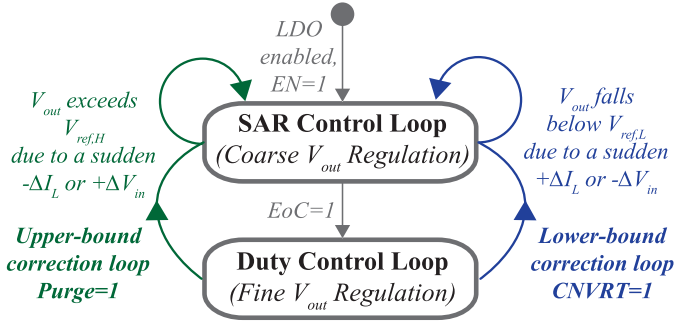 LDO
enabled,
EN=1
V_out exceeds
V_ref,H
due to a sudden
-ΔI_L or +ΔV_in
Upper-bound
correction loop
Purge=1
SAR Control Loop
(Coarse V_out Regulation)
EoC=1
Duty Control Loop
(Fine V_out Regulation)
V_out falls
below V_ref,L
due to a sudden
+ΔI_L or -ΔV_in
Lower-bound
correction loop
CNVRT=1